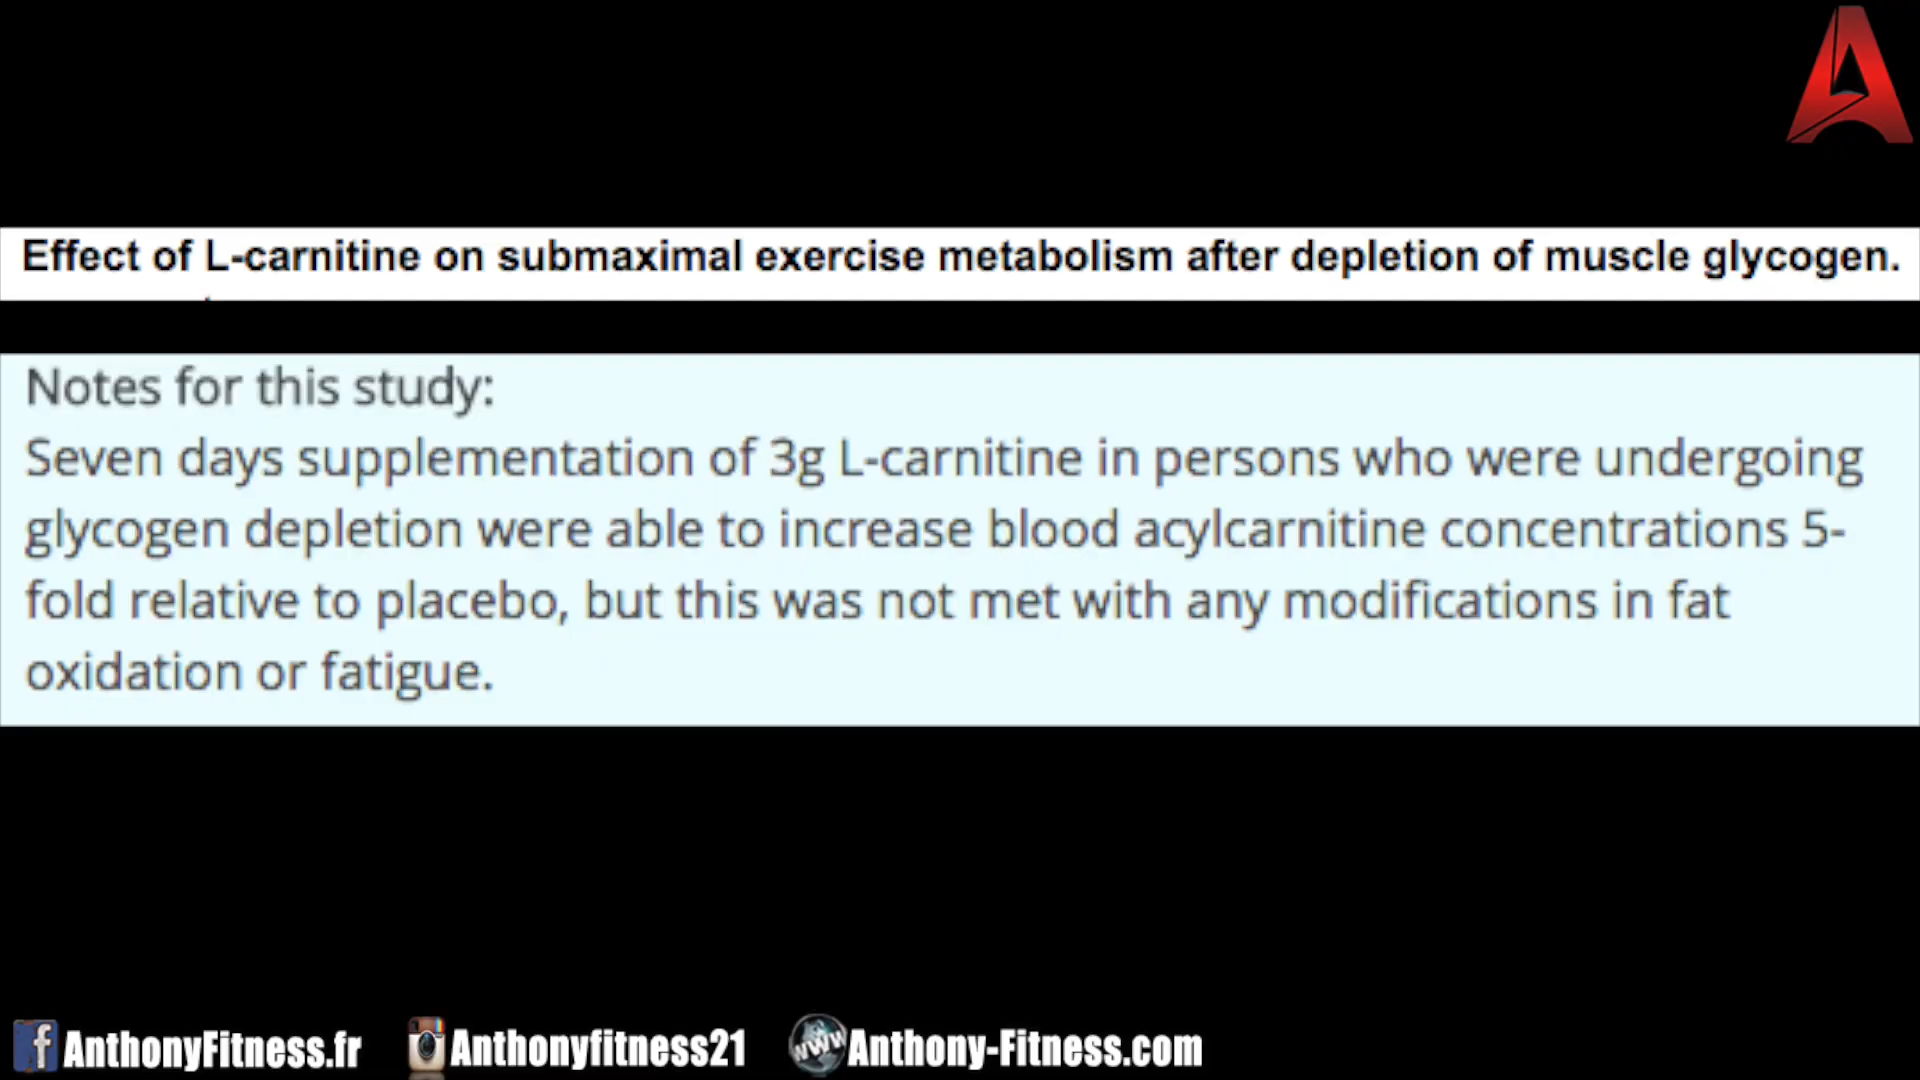 Effect of L-carnitine on submaximal exercise metabolism after depletion of muscle glycogen.
Notes for this study:
Seven days supplementation of 3g L-carnitine in persons who were undergoing
glycogen depletion were able to increase blood acylcarnitine concentrations 5-
fold relative to placebo, but this was not met with any modifications in fat
oxidation or fatigue.
AnthonyFitness.fr Anthonyfitness21 www Anthony-Fitness.com